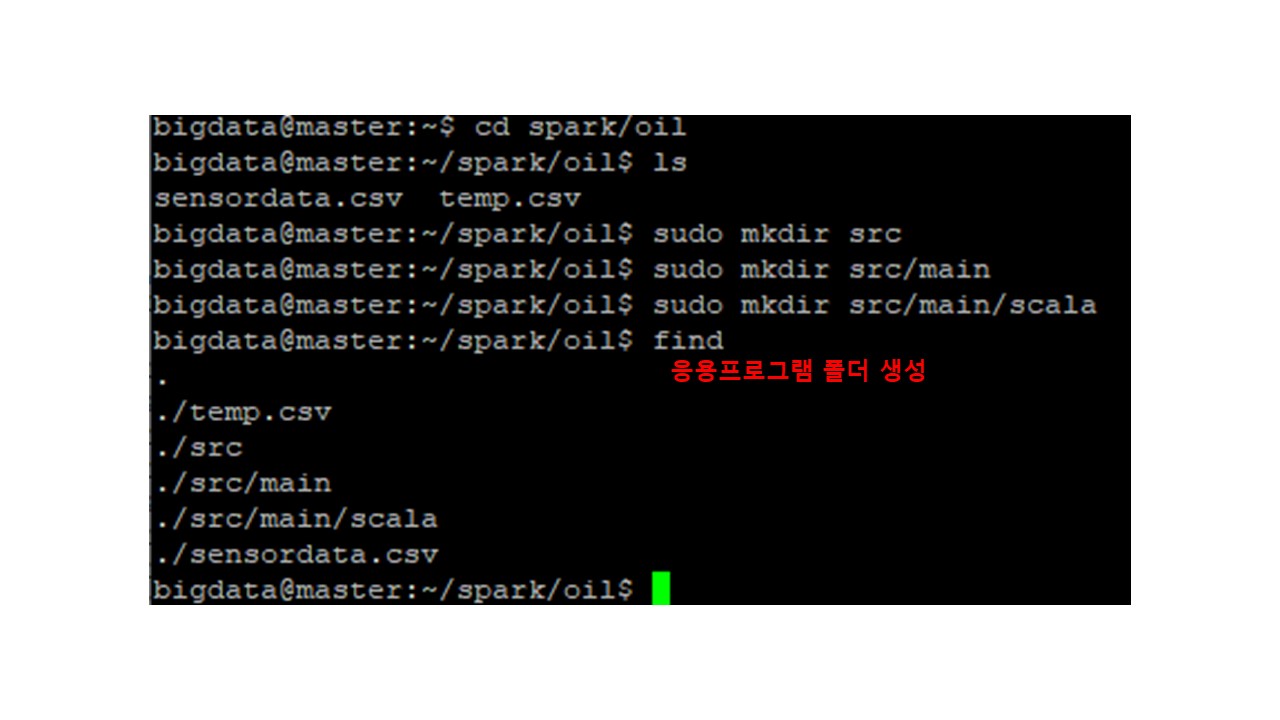 bigdata@master:~$ cd spark/oil
bigdata@master:~/spark/oil$ ls
sensordata.csv  temp.csv
bigdata@master:~/spark/oil$ sudo mkdir src
bigdata@master:~/spark/oil$ sudo mkdir src/main
bigdata@master:~/spark/oil$ sudo mkdir src/main/scala
bigdata@master:~/spark/oil$ find
응용프로그램 폴더 생성
.
./temp.csv
./src
./src/main
./src/main/scala
./sensordata.csv
bigdata@master:~/spark/oil$